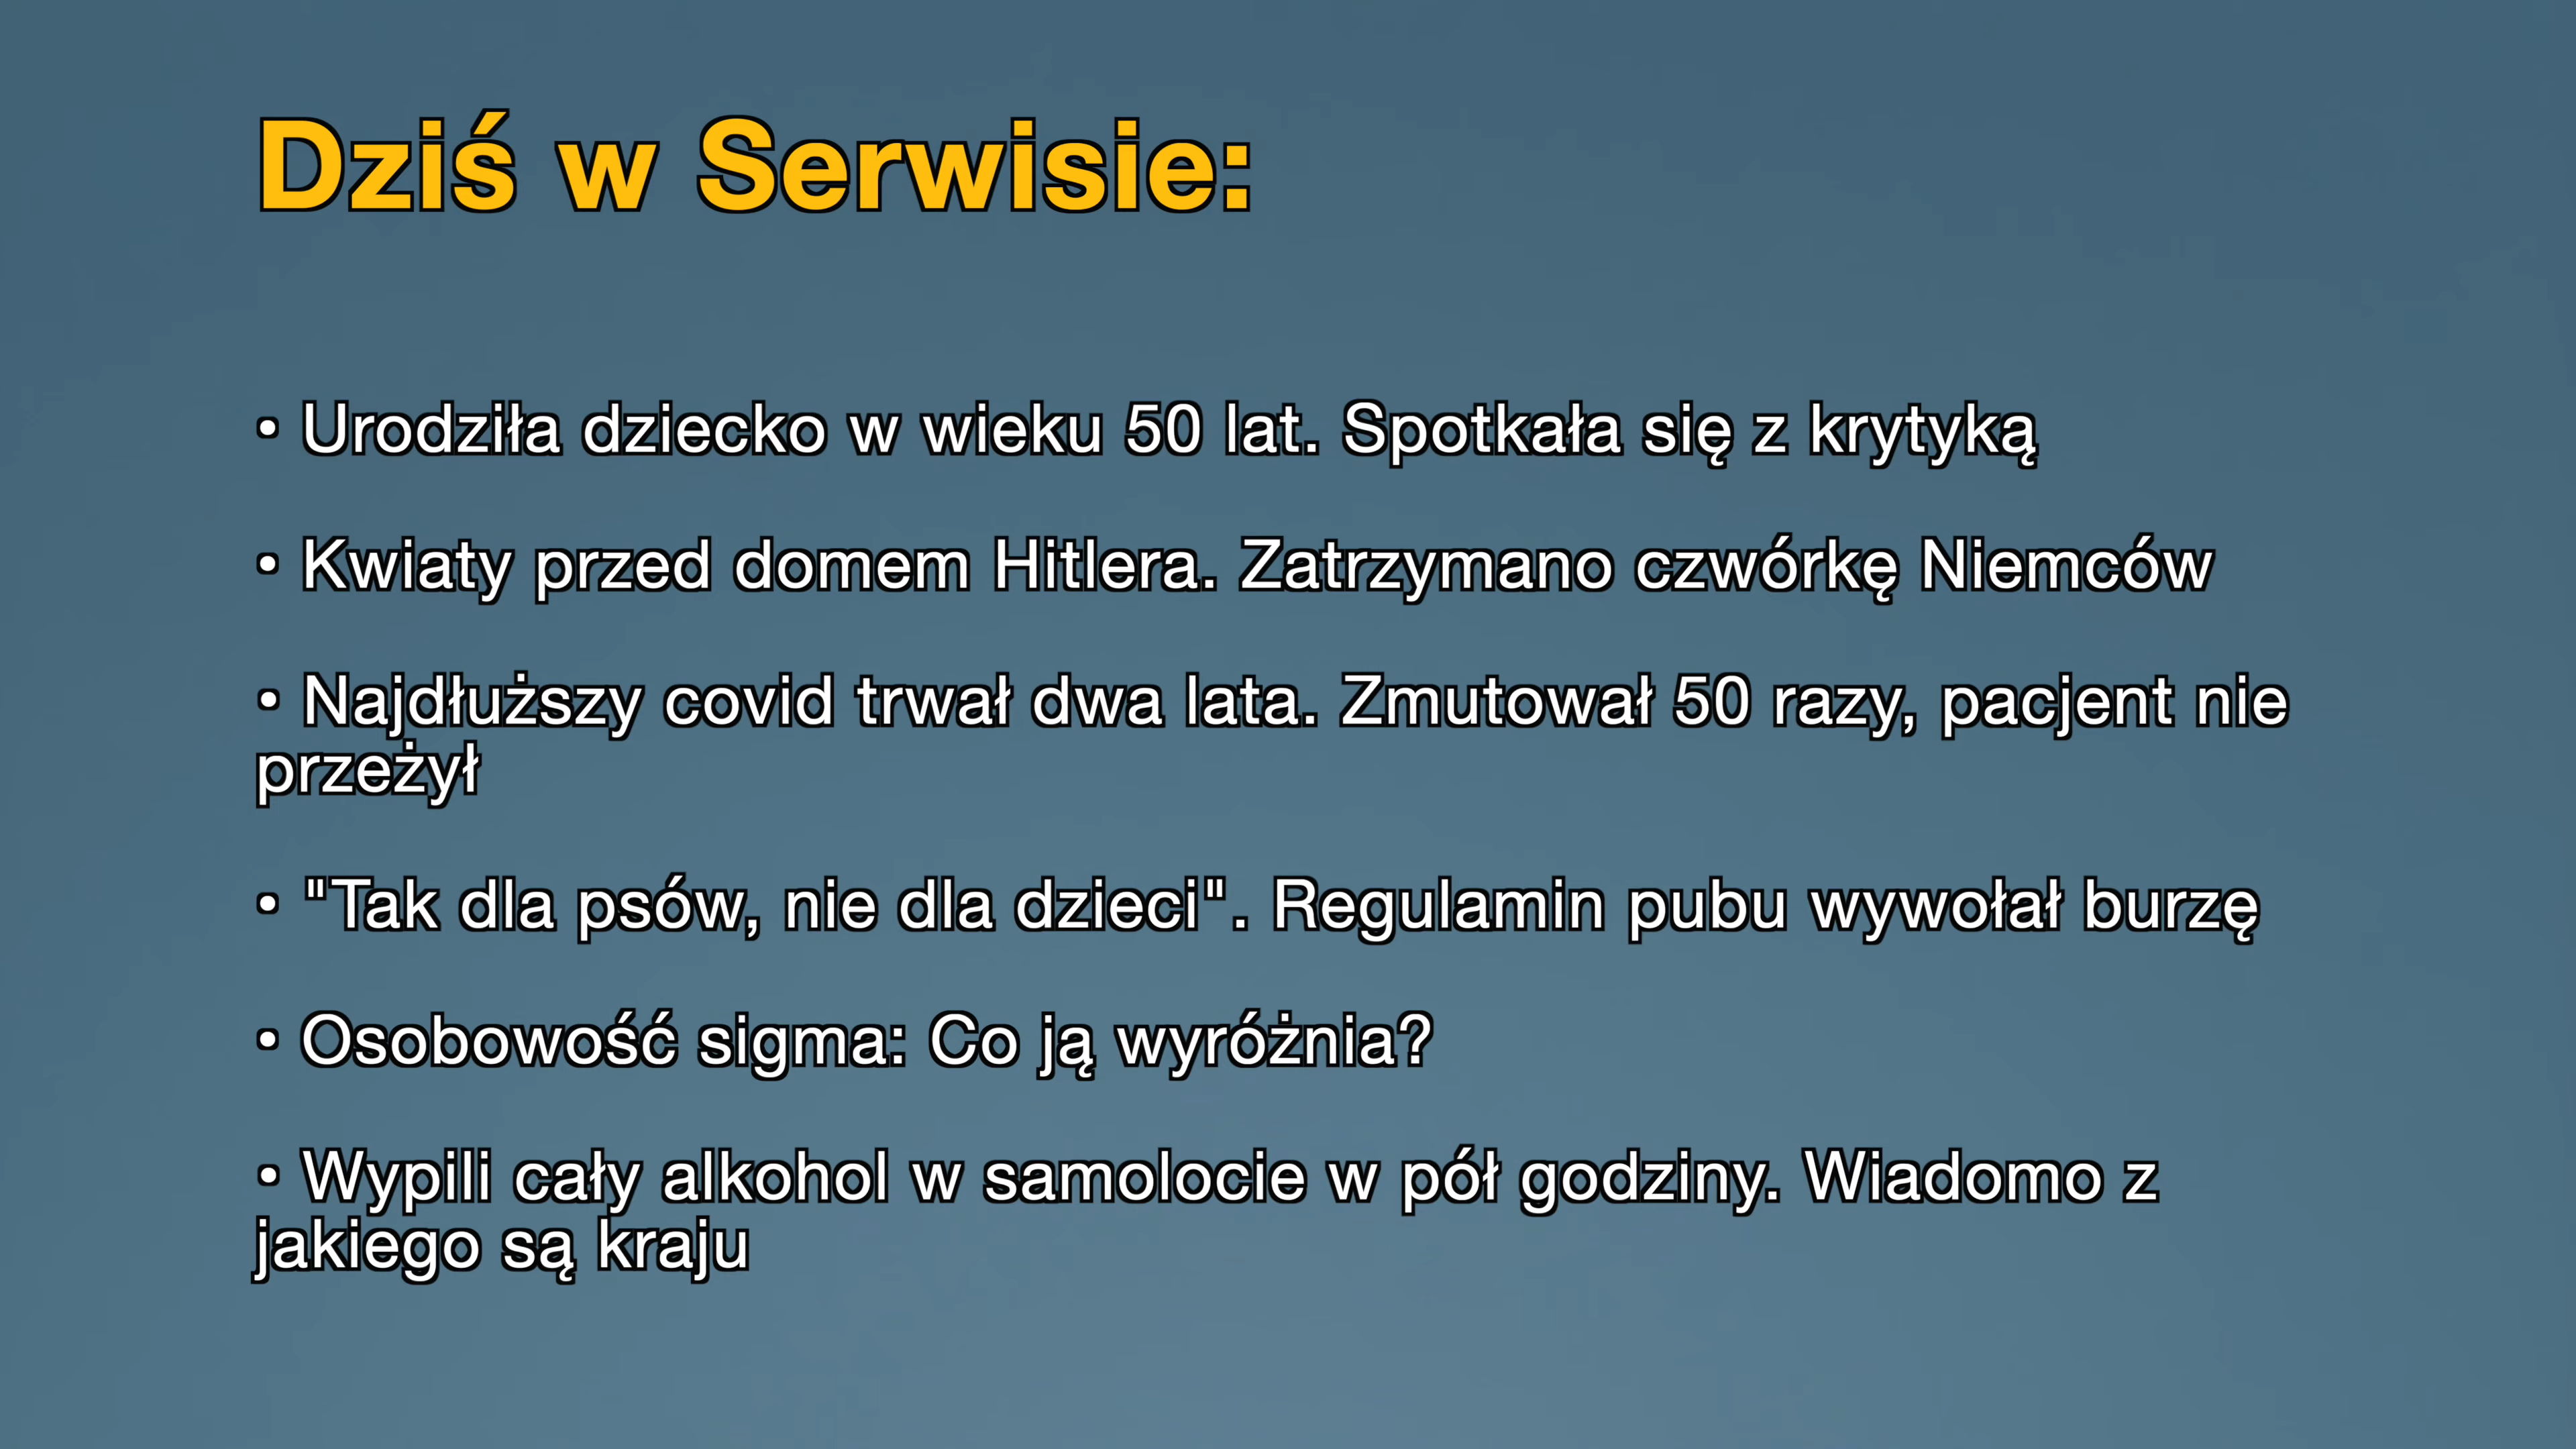 Dziś w Serwisie:
• Urodziła dziecko w wieku 50 lat. Spotkała się z krytyką
• Kwiaty przed domem Hitlera. Zatrzymano czwórkę Niemców
• Najdłuższy covid trwał dwa lata. Zmutował 50 razy, pacjent nie
przeżył
• "Tak dla psów, nie dla dzieci". Regulamin pubu wywołał burzę
• Osobowość sigma: Co ją wyróżnia?
• Wypili cały alkohol w samolocie w pół godziny. Wiadomo z
jakiego są kraju